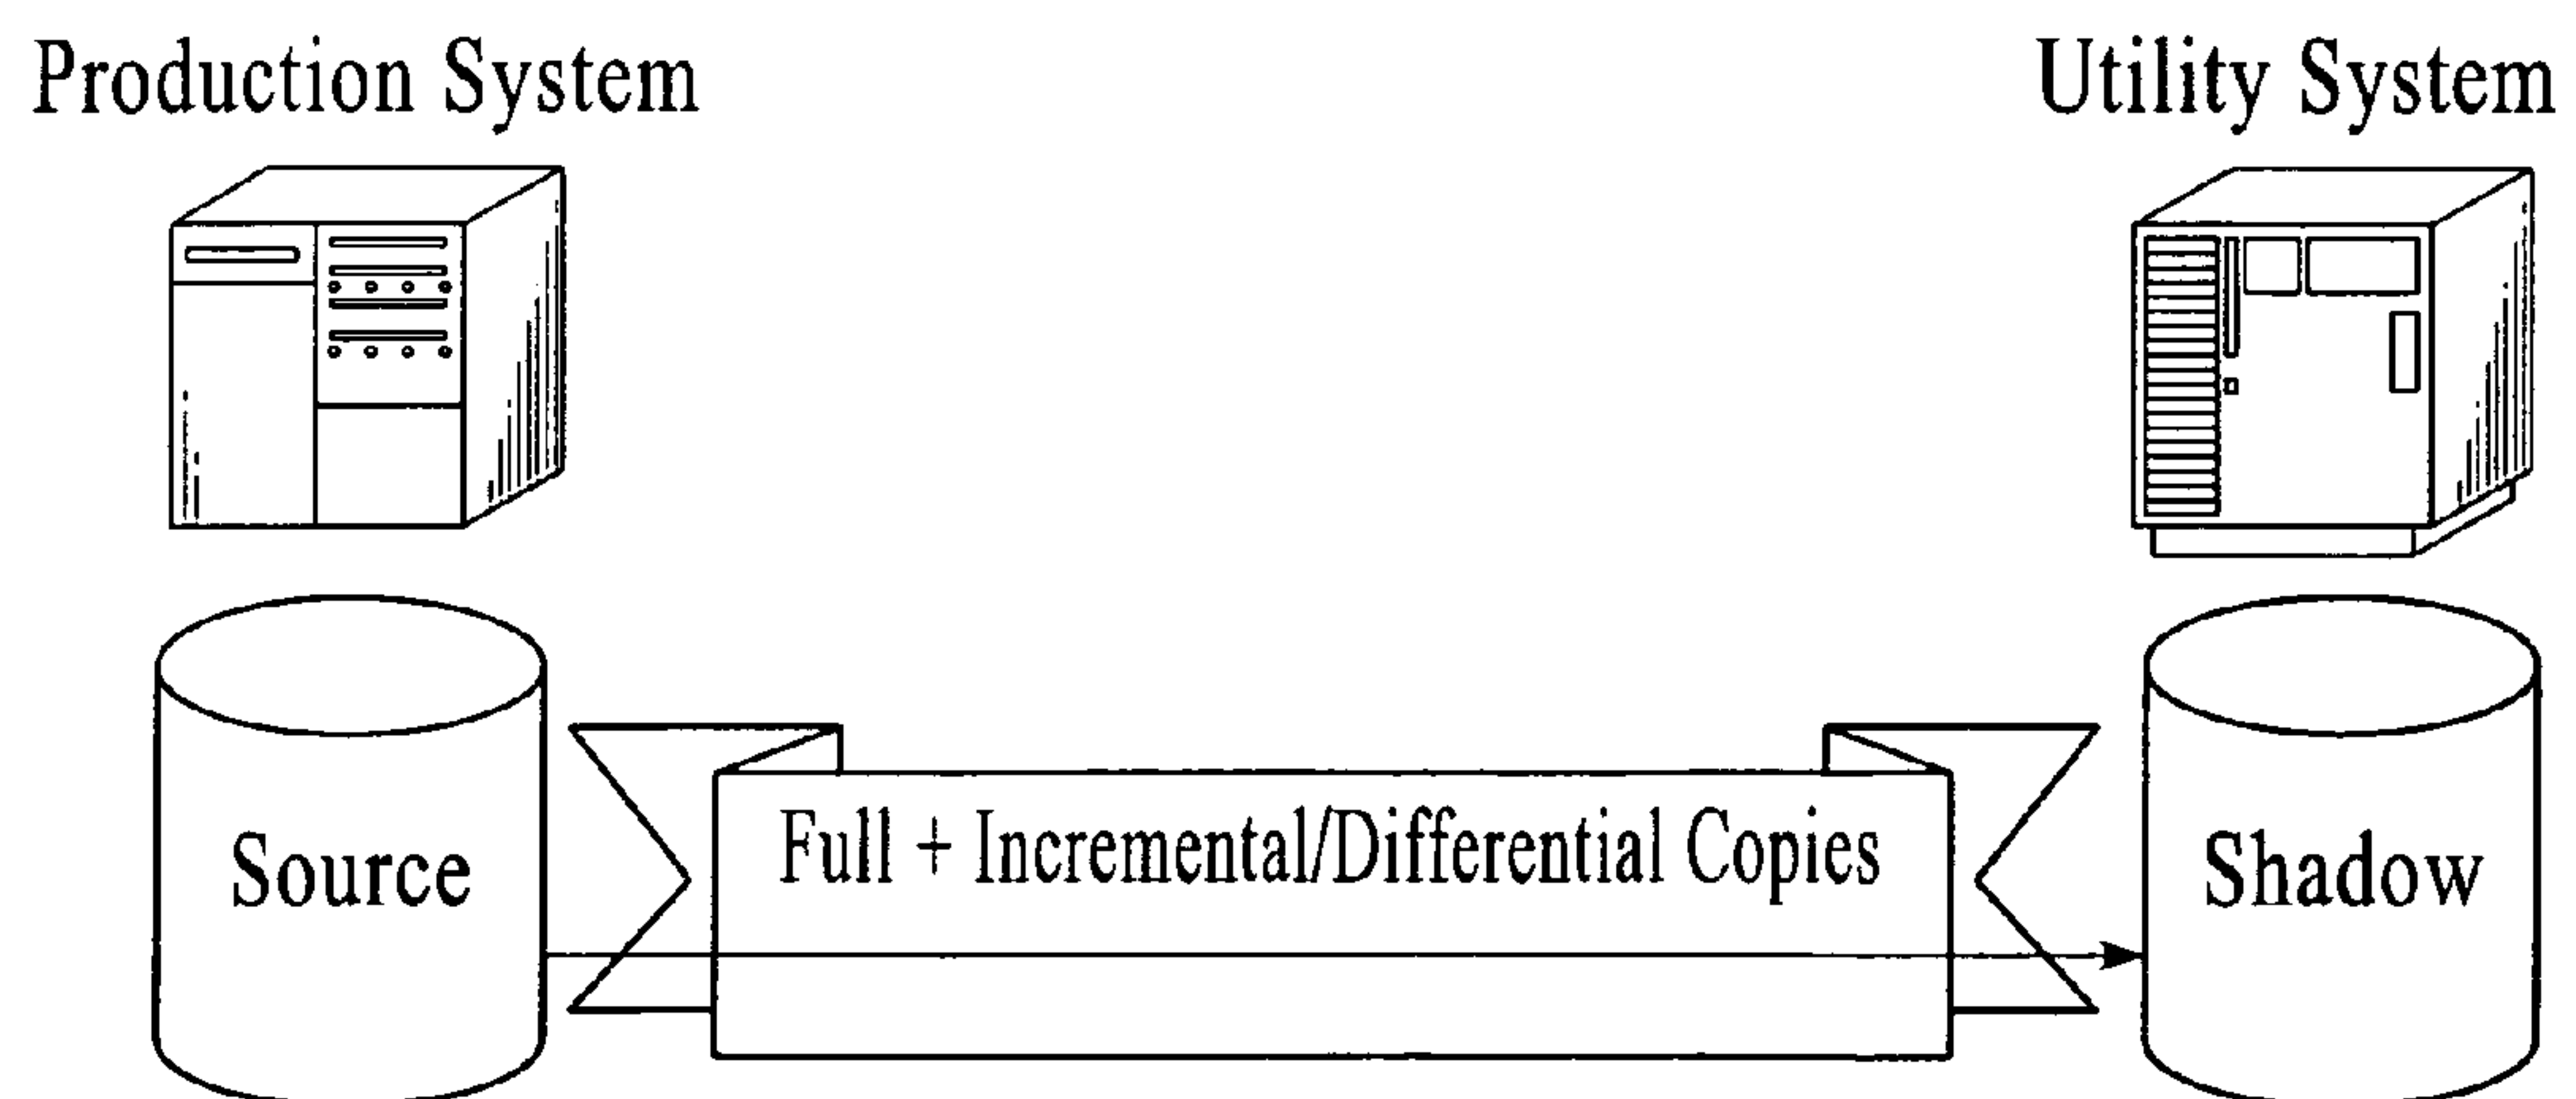 Production System
Utility System
Full + Incremental/Differential Copies
Source
Shadow